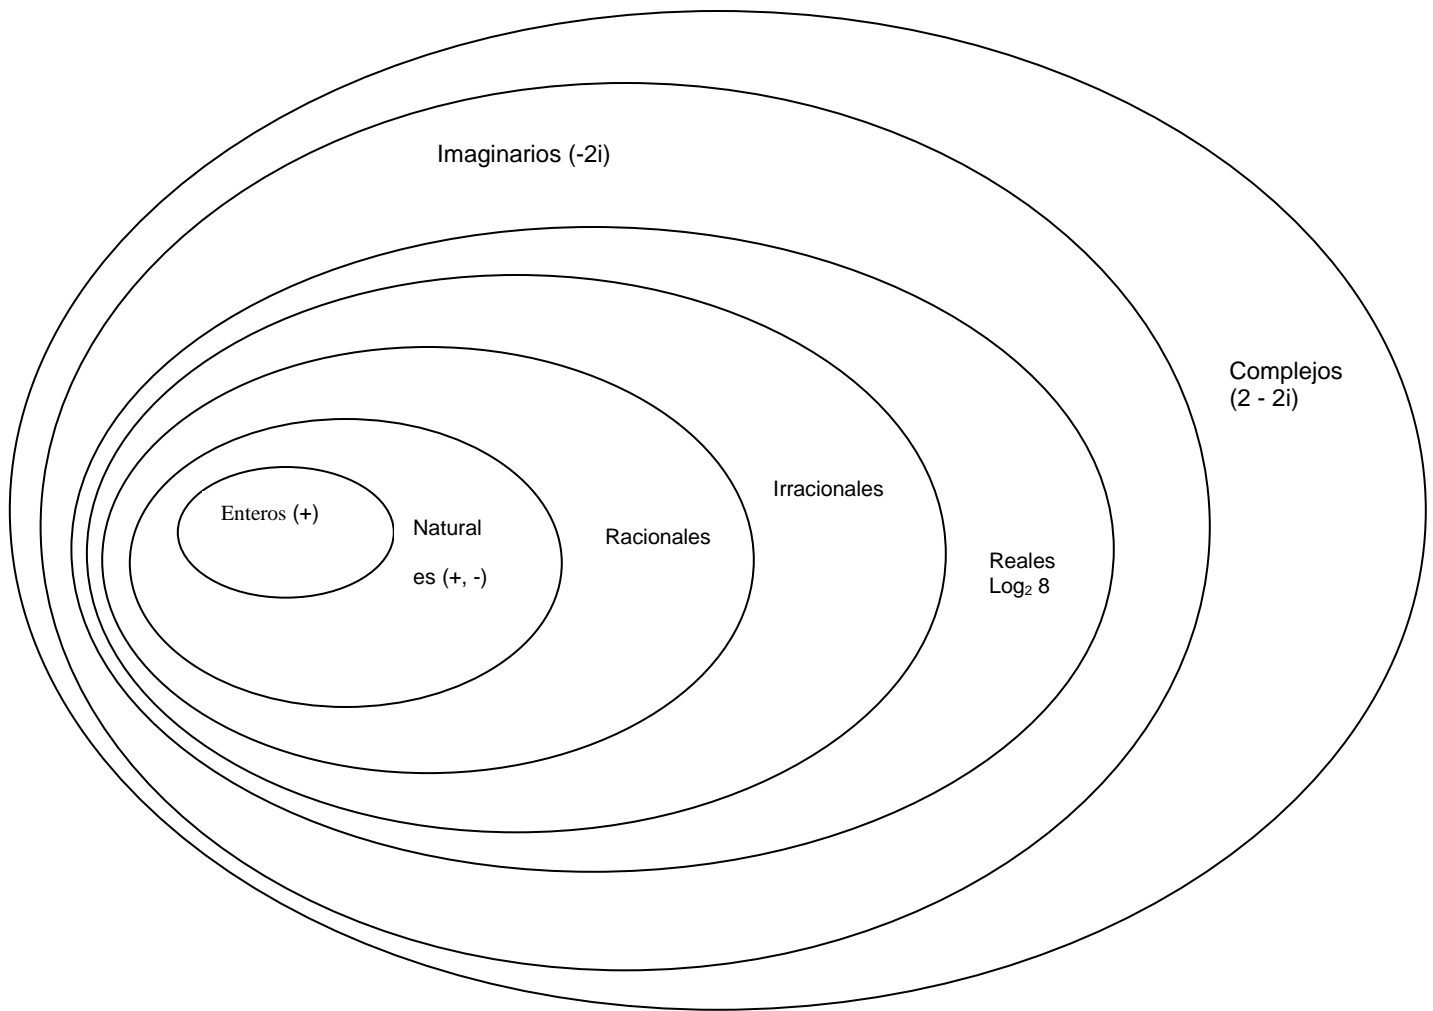 Imaginarios (-2i)
Complejos
(2 - 2i)
Irracionales
Enteros (+)
Natural
es (+, -)
Racionales
Reales
Log₂ 8